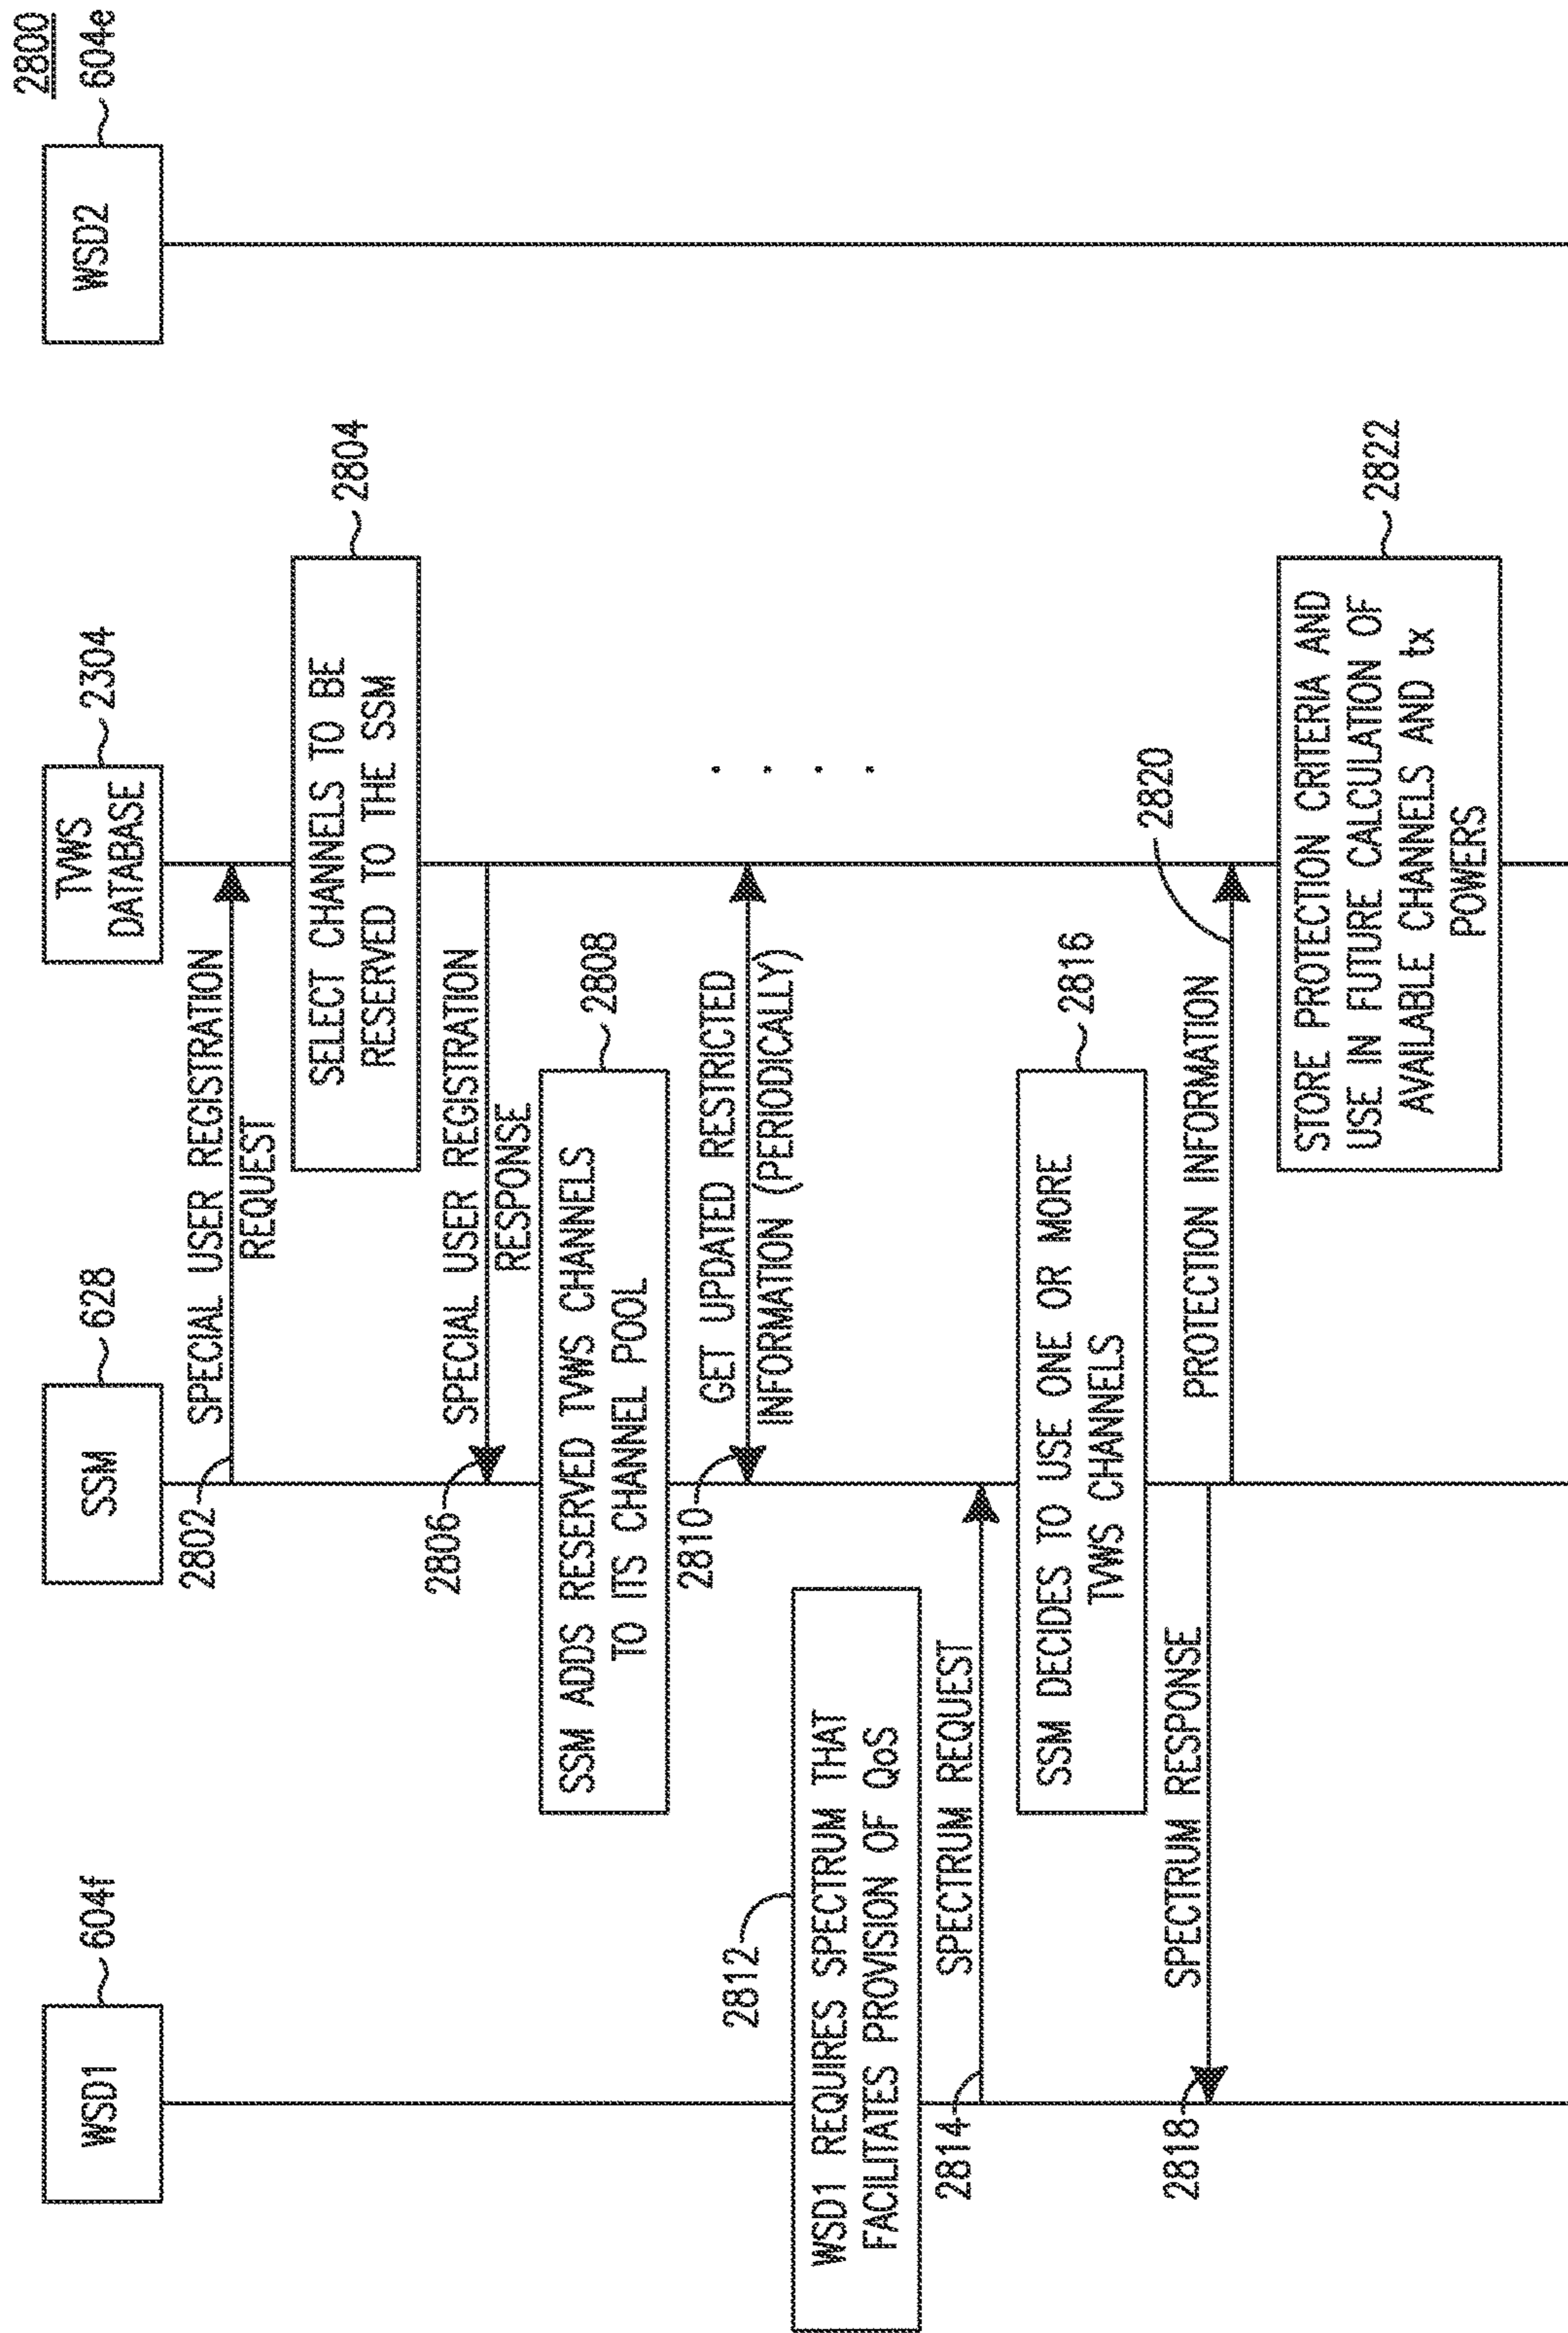 2800
WSD1
604f
SSM
628
TVWS
DATABASE
2304
WSD2
604e
2802
SPECIAL USER REGISTRATION
REQUEST
SELECT CHANNELS TO BE
RESERVED TO THE SSM
2804
2806
SPECIAL USER REGISTRATION
RESPONSE
SSM ADDS RESERVED TVWS CHANNELS
TO ITS CHANNEL POOL
2808
2810
GET UPDATED RESTRICTED
INFORMATION (PERIODICALLY)
2812
WSD1 REQUIRES SPECTRUM THAT
FACILITATES PROVISION OF QoS
2814
SPECTRUM REQUEST
SSM DECIDES TO USE ONE OR MORE
TVWS CHANNELS
2816
2818
SPECTRUM RESPONSE
PROTECTION INFORMATION
2820
STORE PROTECTION CRITERIA AND
USE IN FUTURE CALCULATION OF
AVAILABLE CHANNELS AND tx
POWERS
2822